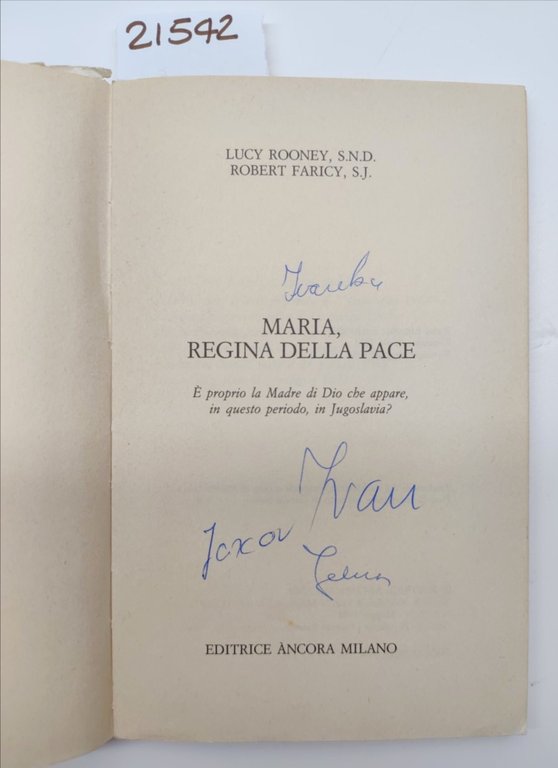 21542
LUCY ROONEY, S.N.D.
ROBERT FARICY, S.J.
Ivanka
MARIA,
REGINA DELLA PACE
È proprio la Madre di Dio che appare,
in questo periodo, in Jugoslavia?
Ivan
Jakov
Jelena
EDITRICE ÀNCORA MILANO